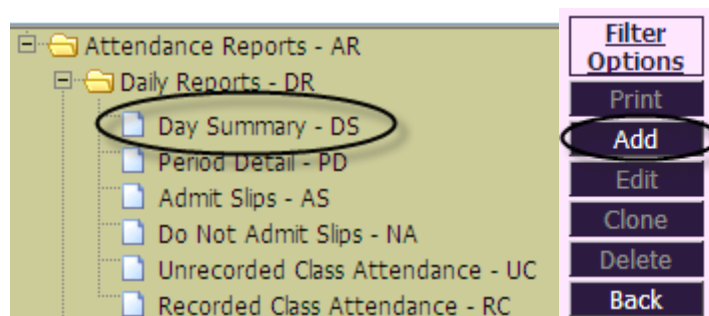 Attendance Reports - AR
Daily Reports - DR
Day Summary - DS
Period Detail - PD
Admit Slips - AS
Do Not Admit Slips - NA
Unrecorded Class Attendance - UC
Recorded Class Attendance - RC
Filter
Options
Print
Add
Edit
Clone
Delete
Back